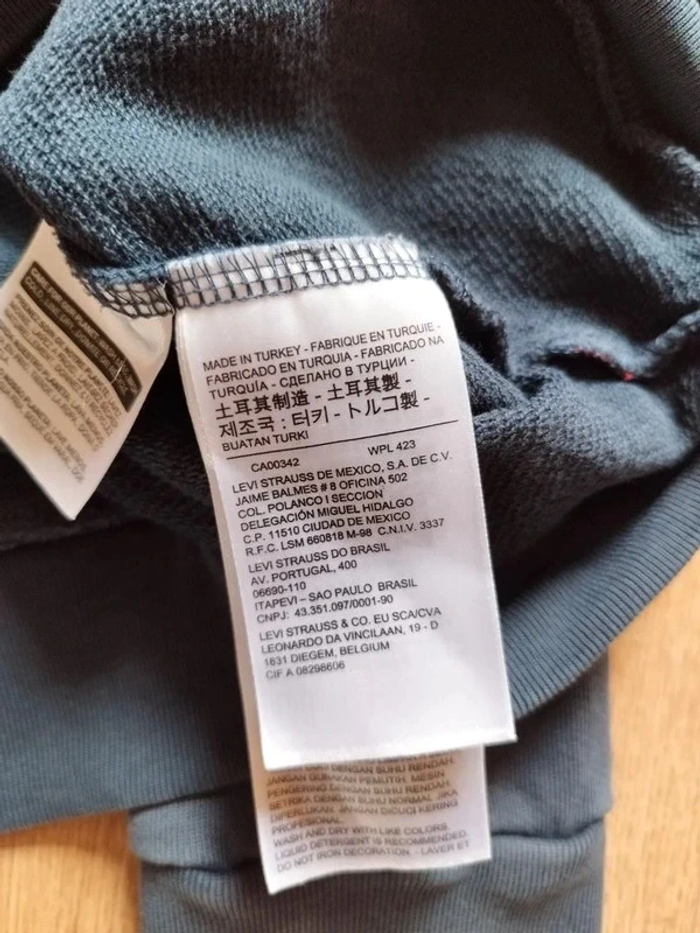 MADE IN TURKEY - FABRIQUE EN TURQUIE -
FABRICADO EN TURQUIA - FABRICADO NA
TURQUÍA - СДЕЛАНО В ТУРЦИИ -
土耳其制造 - 土耳其製 -
제조국 : 터키 - トルコ製 -
BUATAN TURKI
CA00342 WPL 423
LEVI STRAUSS DE MEXICO, S.A. DE C.V.
JAIME BALMES # 8 OFICINA 502
COL. POLANCO I SECCION
DELEGACIÓN MIGUEL HIDALGO
C.P. 11510 CIUDAD DE MEXICO
R.F.C. LSM 660818 M-98 C.N.I.V. 3337
LEVI STRAUSS DO BRASIL
AV. PORTUGAL, 400
06690-110
ITAPEVI – SAO PAULO BRASIL
CNPJ: 43.351.097/0001-90
LEVI STRAUSS & CO. EU SCA/CVA
LEONARDO DA VINCILAAN, 19 - D
1831 DIEGEM, BELGIUM
CIF A 08298606
DENGAN SUHU RENDAH.
JANGAN GUNAKAN PEMUTIH. MESIN
PENGERING DENGAN SUHU RENDAH.
SETRIKA DENGAN SUHU NORMAL JIKA
DIPERLUKAN. JANGAN DICUCI KERING
PROFESIONAL.
WASH AND DRY WITH LIKE COLORS.
LIQUID DETERGENT IS RECOMMENDED.
DO NOT IRON DECORATION. - LAVER ET